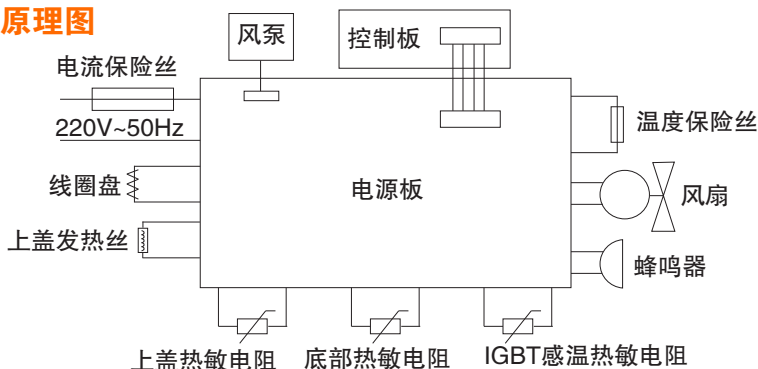 原理图
风泵
控制板
电流保险丝
220V~50Hz
温度保险丝
线圈盘
电源板
风扇
上盖发热丝
蜂鸣器
上盖热敏电阻
底部热敏电阻
IGBT感温热敏电阻